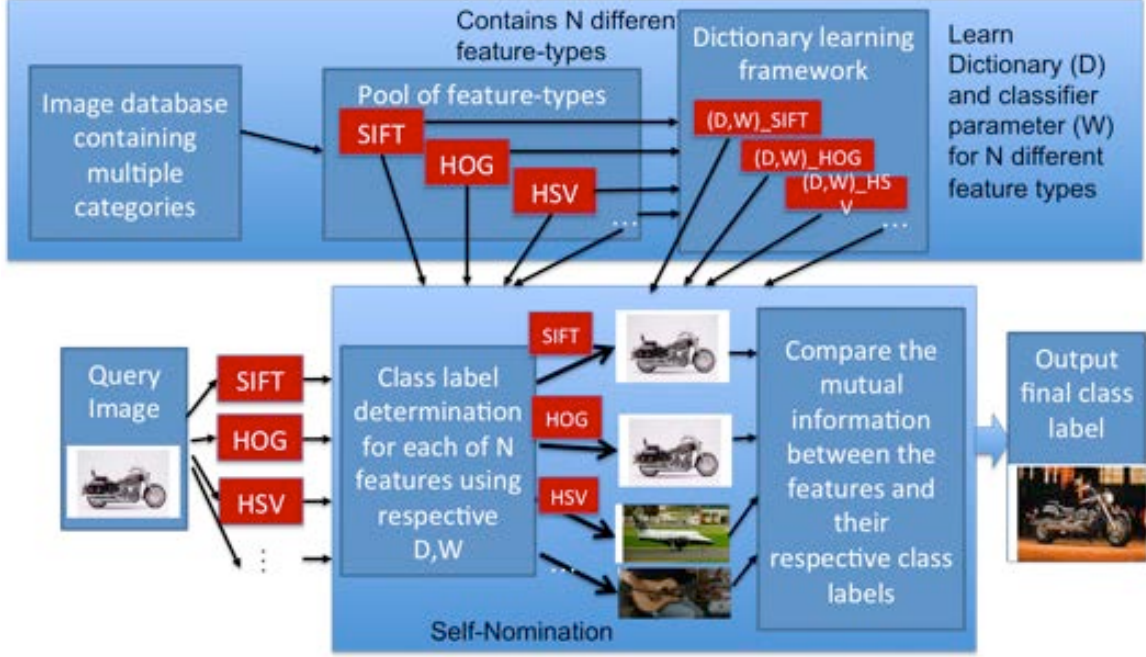 Contains N different
feature-types
Image database
containing
multiple
categories
Pool of feature-types
SIFT
HOG
HSV
...
Dictionary learning
framework
(D,W)_SIFT
(D,W)_HOG
(D,W)_HS
V
...
Learn
Dictionary (D)
and classifier
parameter (W)
for N different
feature types
Query
Image
SIFT
HOG
HSV
⋮
Class label
determination
for each of N
features using
respective
D,W
SIFT
HOG
HSV
...
Compare the
mutual
information
between the
features and
their
respective class
labels
Output
final class
label
Self-Nomination